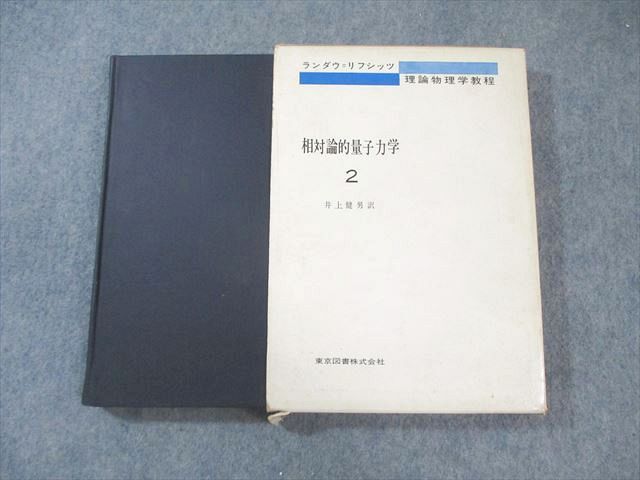 ランダウ=リフシッツ
理論物理学教程
相対論的量子力学
2
井上健男訳
東京図書株式会社